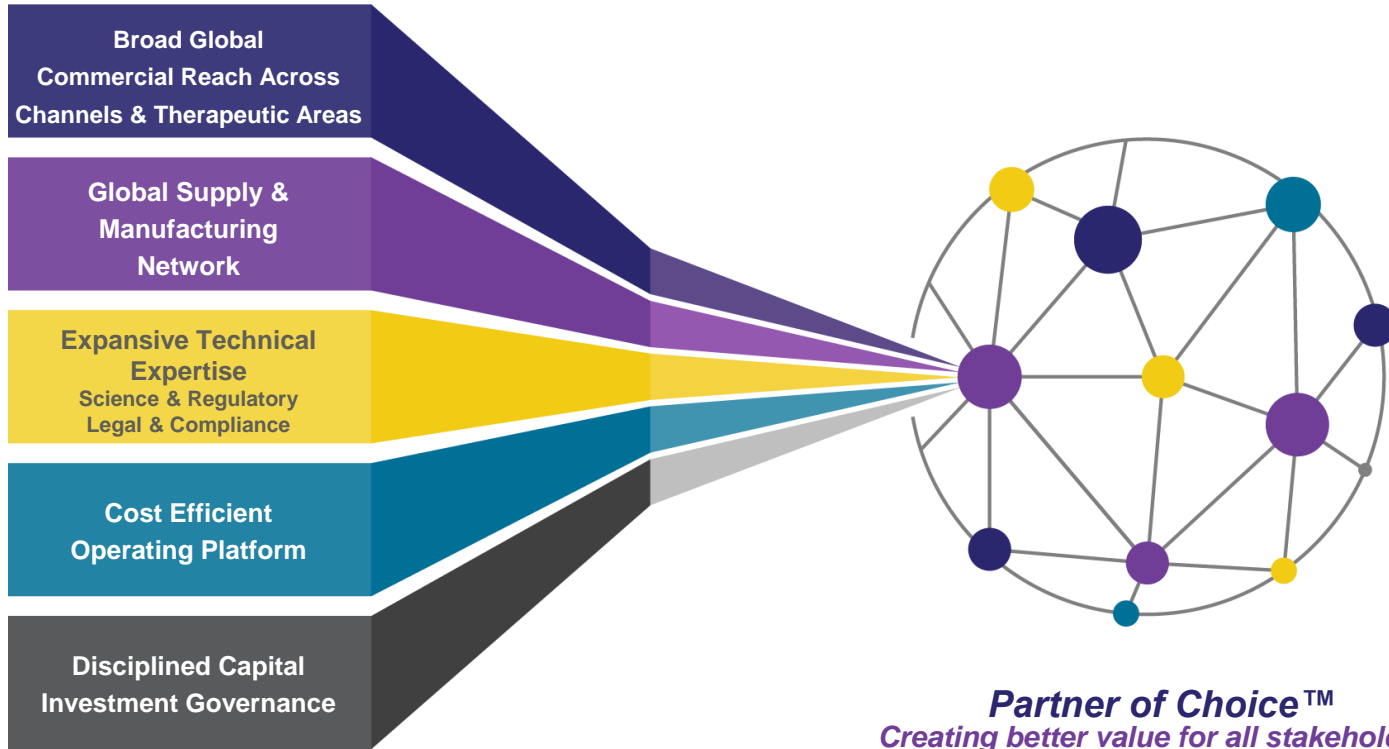 Broad Global
Commercial Reach Across
Channels & Therapeutic Areas
Global Supply &
Manufacturing
Network
Expansive Technical
Expertise
Science & Regulatory
Legal & Compliance
Cost Efficient
Operating Platform
Disciplined Capital
Investment Governance
Partner of Choice™
Creating better value for all